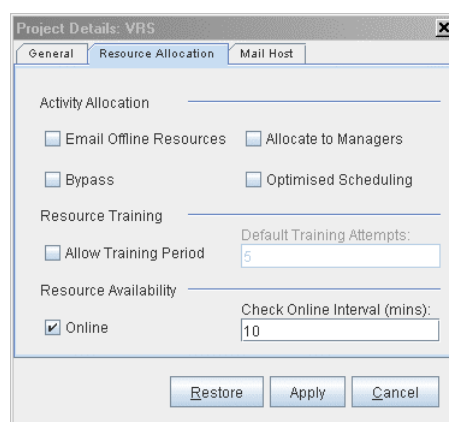 Project Details: VRS
General Resource Allocation Mail Host
Activity Allocation
Email Offline Resources Allocate to Managers
Bypass Optimised Scheduling
Resource Training
Default Training Attempts:
Allow Training Period 5
Resource Availability
Check Online Interval (mins):
Online 10
Restore Apply Cancel